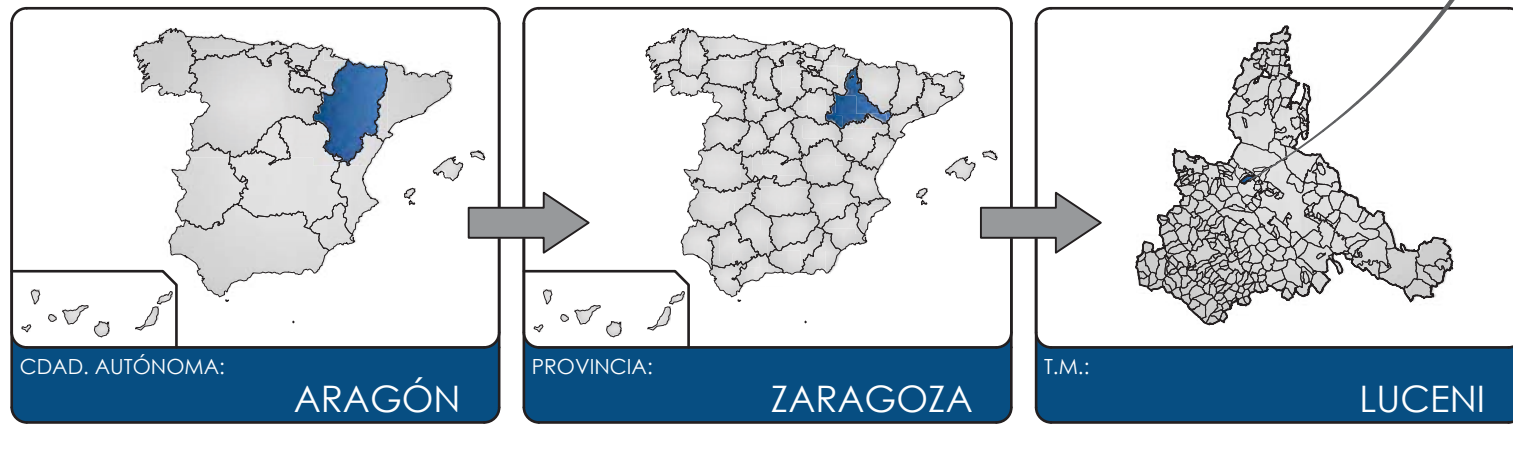 CDAD. AUTÓNOMA:
ARAGÓN
PROVINCIA:
ZARAGOZA
T.M.:
LUCENI